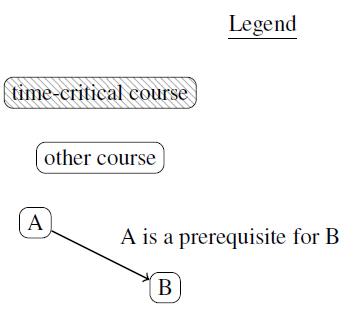 Legend
time-critical course
other course
A
A is a prerequisite for B
B